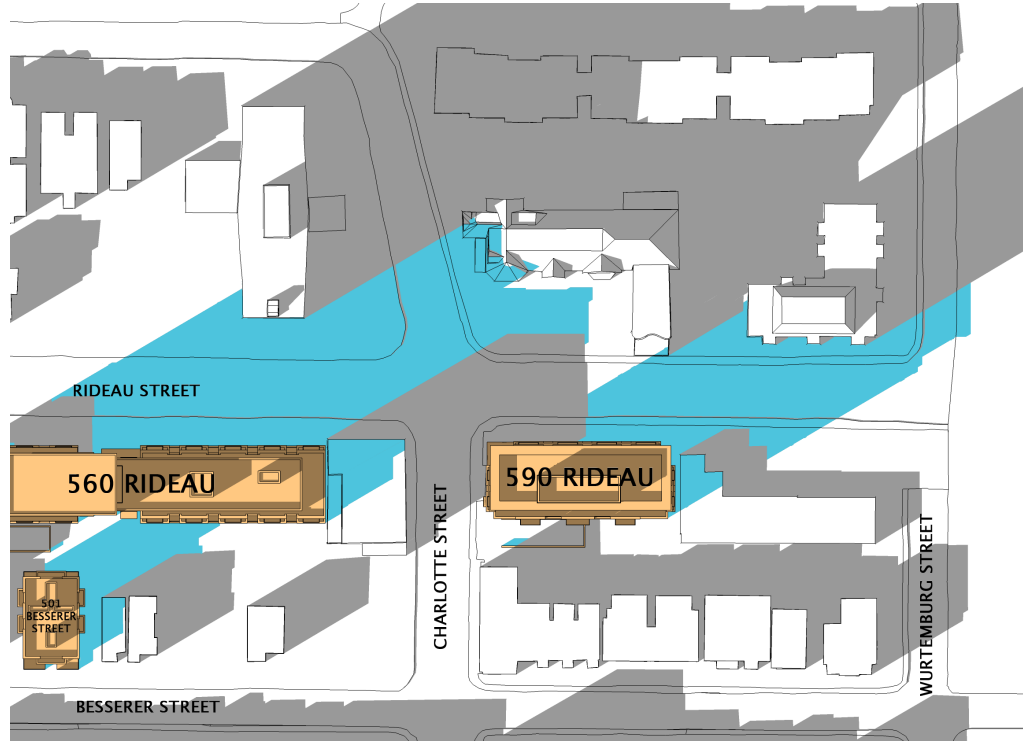 RIDEAU STREET
560 RIDEAU
590 RIDEAU
CHARLOTTE STREET
WURTEMBURG STREET
501
BESSERER
STREET
BESSERER STREET